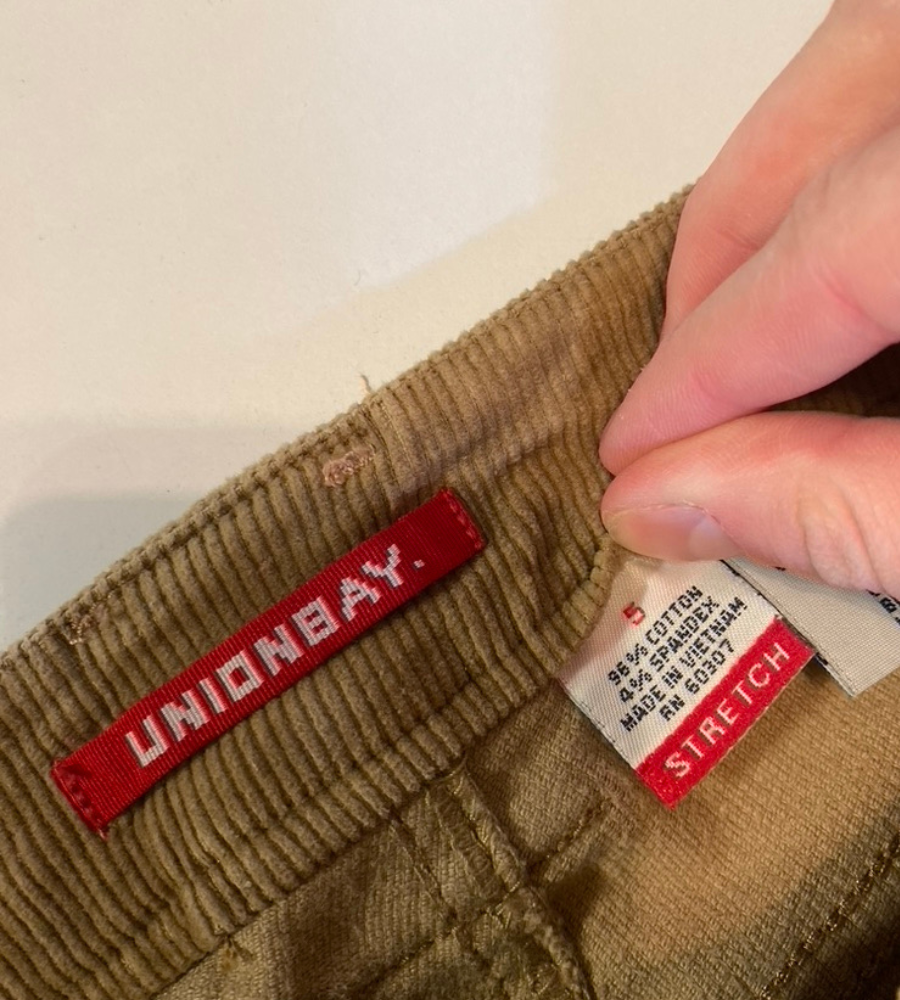 UNIONBAY.
5
96% COTTON
4% SPANDEX
MADE IN VIETNAM
RN 60307
STRETCH